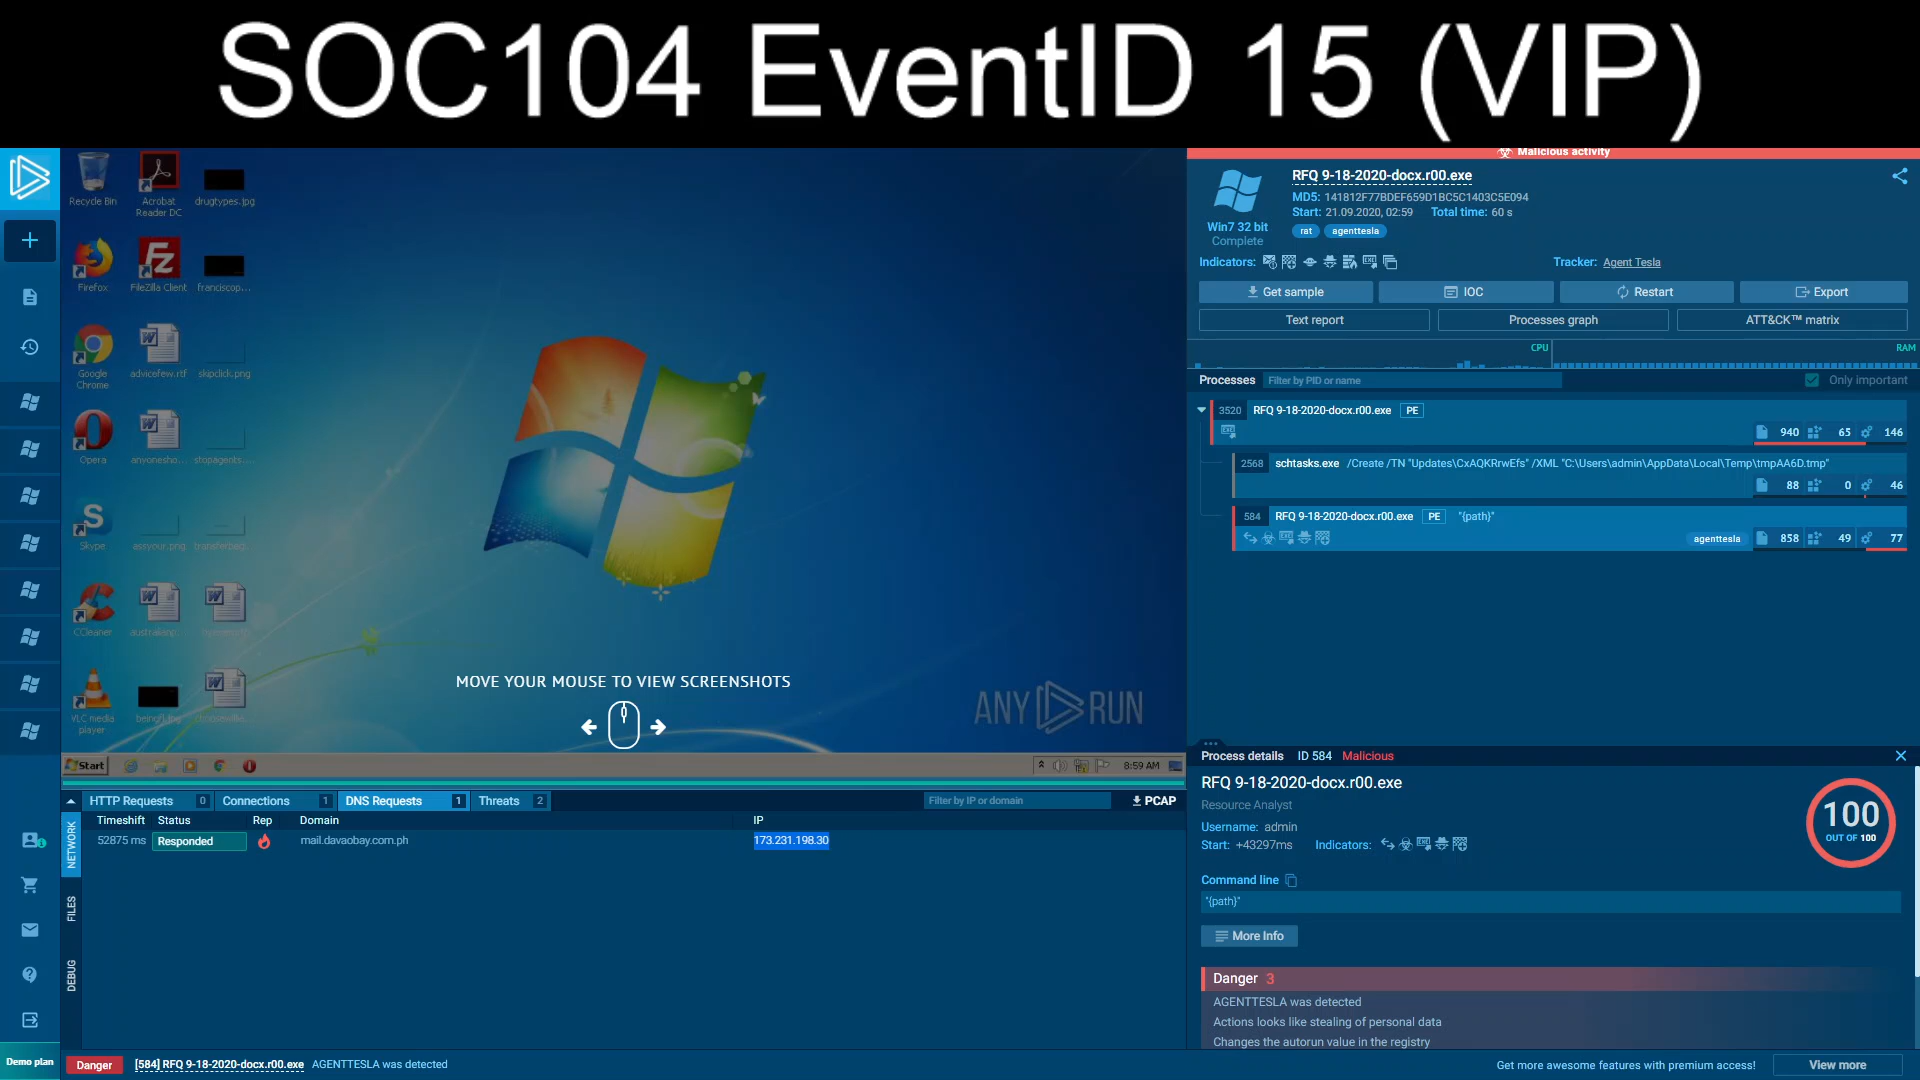 SOC104 EventID 15 (VIP)
Malicious activity
Recycle Bin
Acrobat Reader DC
drugtypes.jpg
Firefox
FileZilla Client
franciscop...
Google Chrome
advicefew.rtf
skipclick.png
Opera
anyonesho...
stopagents....
Skype
assyour.png
CCleaner
VLC media player
MOVE YOUR MOUSE TO VIEW SCREENSHOTS
ANY RUN
Start
8:59 AM
RFQ 9-18-2020-docx.r00.exe
MD5: 141812F77BDEF659D1BC5C1403C5E094
Start: 21.09.2020, 02:59 Total time: 60 s
Win7 32 bit
Complete
rat agenttesla
Indicators:
Tracker: Agent Tesla
Get sample
IOC
Restart
Export
Text report
Processes graph
ATT&CK™ matrix
CPU
RAM
Processes
Filter by PID or name
Only important
3520 RFQ 9-18-2020-docx.r00.exe PE
940 65 146
2568 schtasks.exe /Create /TN "Updates\CxAQKRrwEfs" /XML "C:\Users\admin\AppData\Local\Temp\tmpAA6D.tmp"
88 0 46
584 RFQ 9-18-2020-docx.r00.exe PE "{path}"
agenttesla 858 49 77
HTTP Requests 0
Connections 1
DNS Requests 1
Threats 2
Filter by IP or domain
PCAP
NETWORK
FILES
DEBUG
Timeshift Status Rep Domain IP
52875 ms Responded mail.davaobay.com.ph 173.231.198.30
Process details ID 584 Malicious
RFQ 9-18-2020-docx.r00.exe
Resource Analyst
Username: admin
Start: +43297ms Indicators:
100
OUT OF 100
Command line
"{path}"
More Info
Danger 3
AGENTTESLA was detected
Actions looks like stealing of personal data
Changes the autorun value in the registry
Demo plan
Danger [584] RFQ 9-18-2020-docx.r00.exe AGENTTESLA was detected
Get more awesome features with premium access!
View more